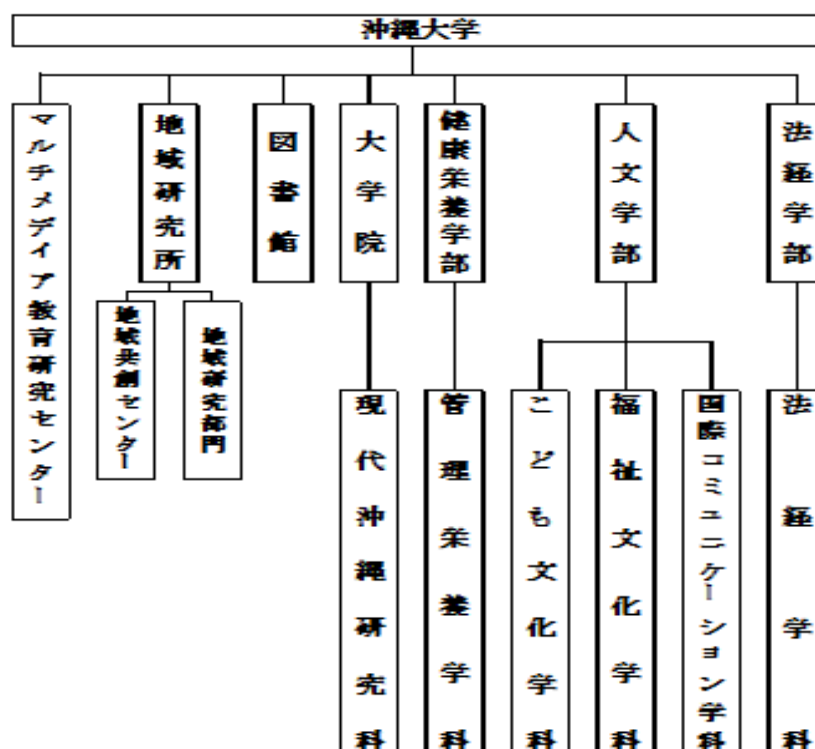 沖縄大学
法経学部
人文学部
健康栄養学部
大学院
図書館
地域研究所
マルチメディア教育研究センター
地域研究部門
地域共創センター
法経学科
国際コミュニケーション学科
福祉文化学科
こども文化学科
管理栄養学科
現代沖縄研究科